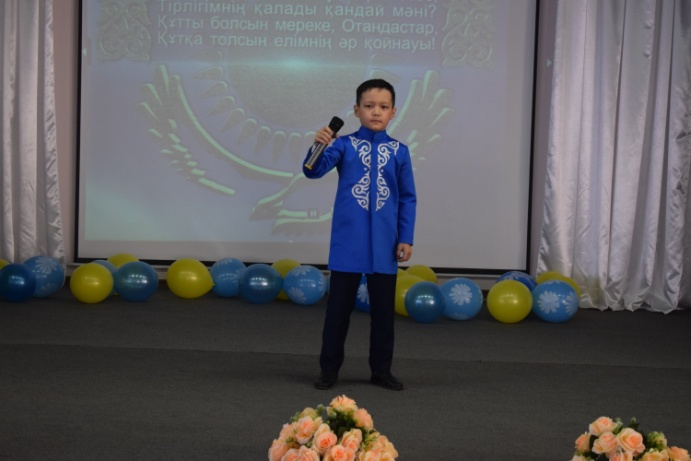 Тірлігімнің қалады қандай мәні?
Құтты болсын мереке, Отандастар,
Құтқа толсын елімнің әр қойнауы!